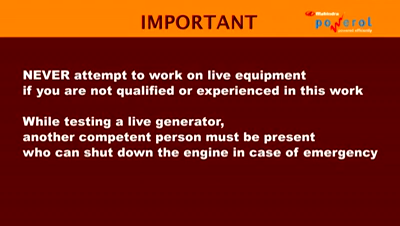 IMPORTANT
Mahindra
powerol
NEVER attempt to work on live equipment
if you are not qualified or experienced in this work
While testing a live generator,
another competent person must be present
who can shut down the engine in case of emergency